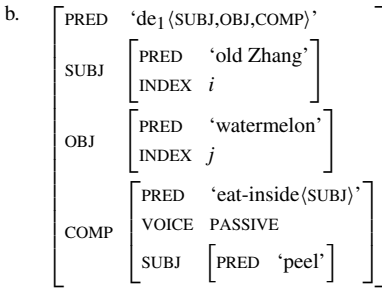 b. PRED ‘de1⟨SUBJ,OBJ,COMP⟩’
SUBJ PRED ‘old Zhang’
INDEX i
OBJ PRED ‘watermelon’
INDEX j
COMP PRED ‘eat-inside⟨SUBJ⟩’
VOICE PASSIVE
SUBJ PRED ‘peel’